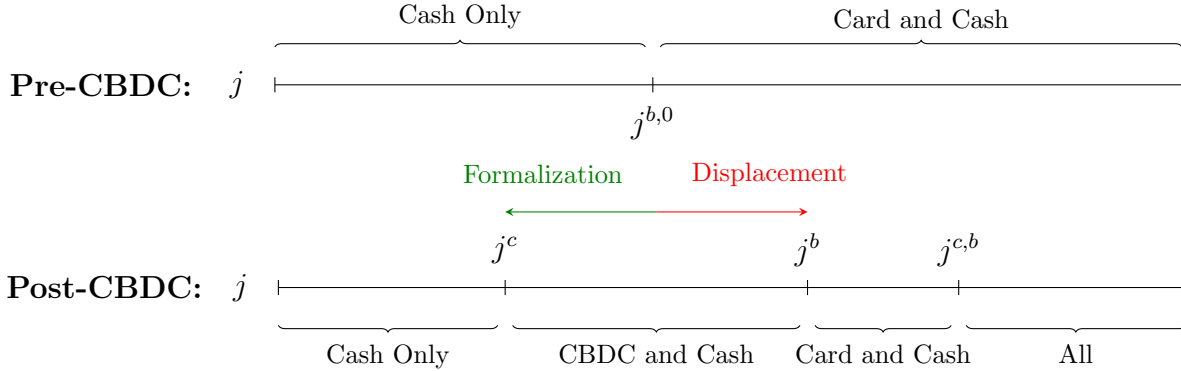 Cash Only Card and Cash
Pre-CBDC: j
j^{b,0}
Formalization Displacement
j^c j^b j^{c,b}
Post-CBDC: j
Cash Only CBDC and Cash Card and Cash All